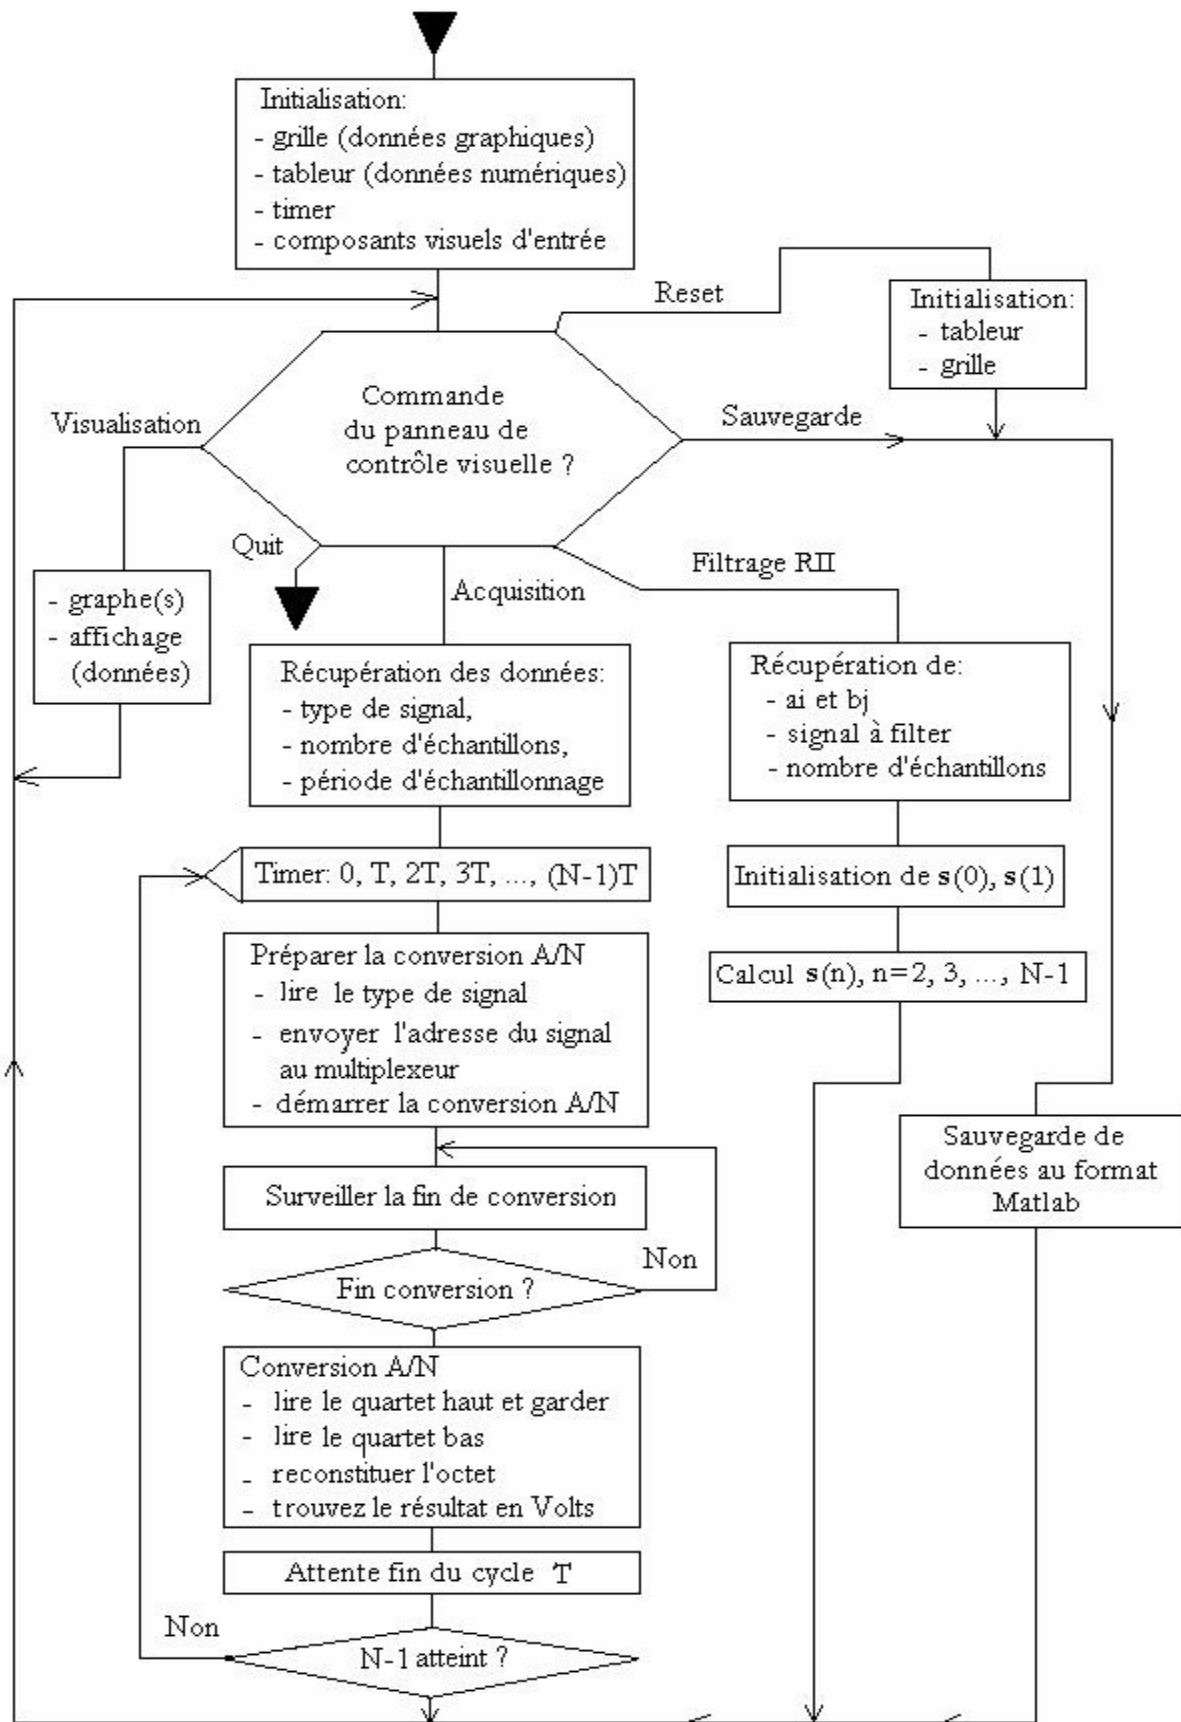 Initialisation:
- grille (données graphiques)
- tableur (données numériques)
- timer
- composants visuels d'entrée
Reset
Initialisation:
- tableur
- grille
Commande
du panneau de
contrôle visuelle ?
Visualisation
Sauvegarde
Quit
Acquisition
Filtrage RII
- graphe(s)
- affichage
(données)
Récupération des données:
- type de signal,
- nombre d'échantillons,
- période d'échantillonnage
Récupération de:
- ai et bj
- signal à filter
- nombre d'échantillons
Timer: 0, T, 2T, 3T, ..., (N-1)T
Initialisation de s(0), s(1)
Préparer la conversion A/N
- lire le type de signal
- envoyer l'adresse du signal
au multiplexeur
- démarrer la conversion A/N
Calcul s(n), n=2, 3, ..., N-1
Sauvegarde de
données au format
Matlab
Surveiller la fin de conversion
Non
Fin conversion ?
Conversion A/N
- lire le quartet haut et garder
- lire le quartet bas
- reconstituer l'octet
- trouvez le résultat en Volts
Attente fin du cycle T
Non
N-1 atteint ?